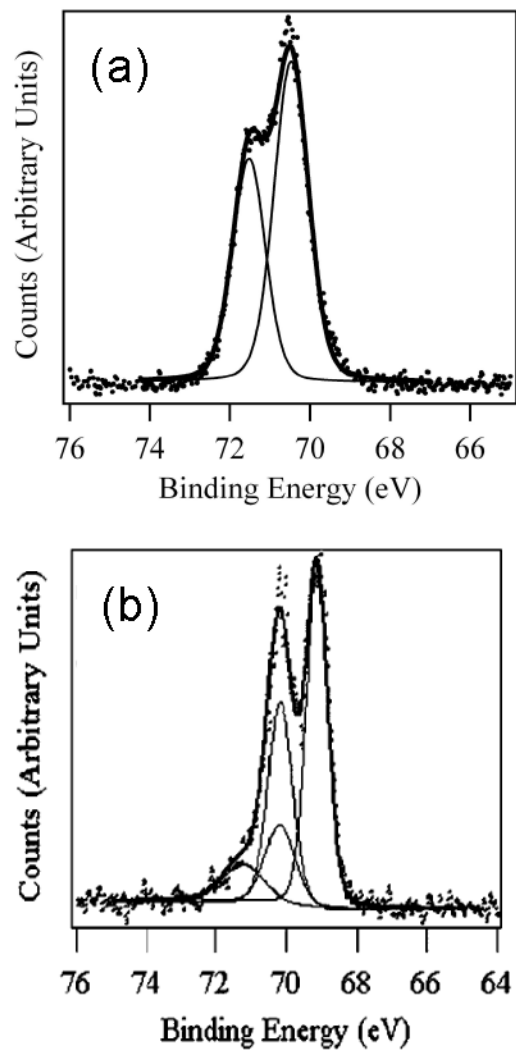 (a)
Counts (Arbitrary Units)
76 74 72 70 68 66
Binding Energy (eV)
(b)
Counts (Arbitrary Units)
76 74 72 70 68 66 64
Binding Energy (eV)